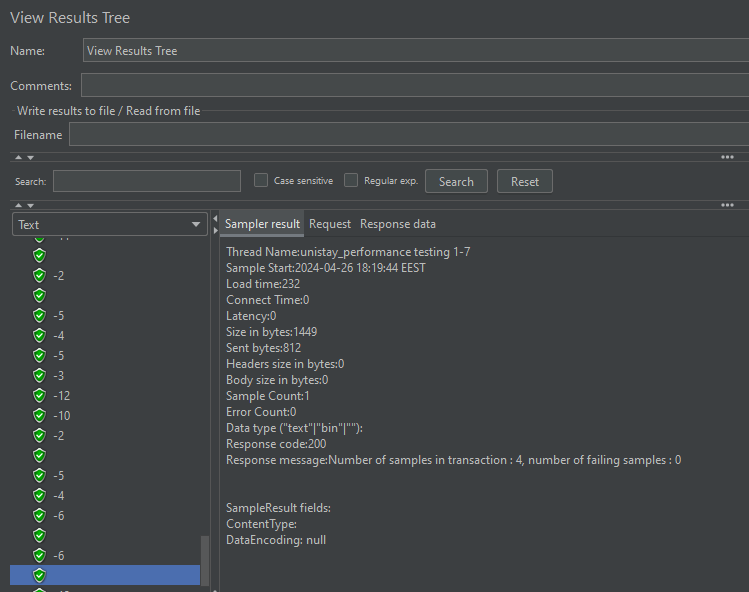 View Results Tree
Name: View Results Tree
Comments:
Write results to file / Read from file
Filename
Search: Case sensitive Regular exp. Search Reset
Text
Sampler result Request Response data
Thread Name:unistay_performance testing 1-7
Sample Start:2024-04-26 18:19:44 EEST
Load time:232
Connect Time:0
Latency:0
Size in bytes:1449
Sent bytes:812
Headers size in bytes:0
Body size in bytes:0
Sample Count:1
Error Count:0
Data type ("text"|"bin"|""):
Response code:200
Response message:Number of samples in transaction : 4, number of failing samples : 0
SampleResult fields:
ContentType:
DataEncoding: null
-2
-5
-4
-5
-3
-12
-10
-2
-5
-4
-6
-6